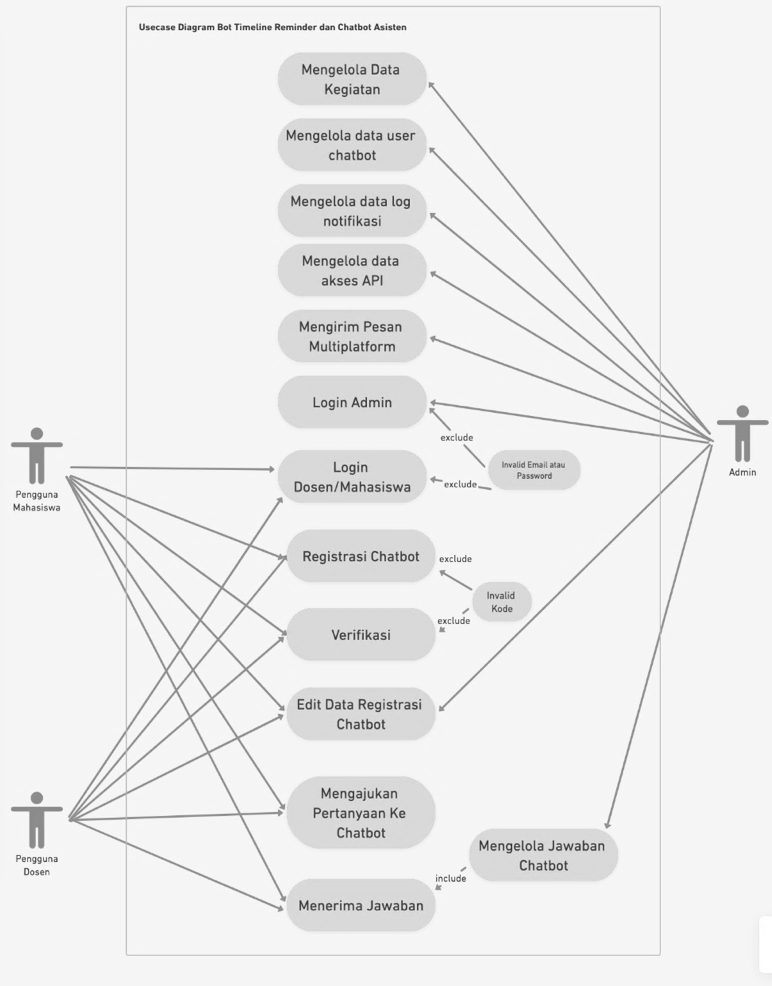 Usecase Diagram Bot Timeline Reminder dan Chatbot Asisten
Mengelola Data
Kegiatan
Mengelola data user
chatbot
Mengelola data log
notifikasi
Mengelola data
akses API
Mengirim Pesan
Multiplatform
Login Admin
exclude
Invalid Email atau
Password
Login
Dosen/Mahasiswa
exclude
Pengguna
Mahasiswa
Admin
Registrasi Chatbot
exclude
Invalid
Kode
exclude
Verifikasi
Edit Data Registrasi
Chatbot
Mengajukan
Pertanyaan Ke
Chatbot
Pengguna
Dosen
Mengelola Jawaban
Chatbot
include
Menerima Jawaban